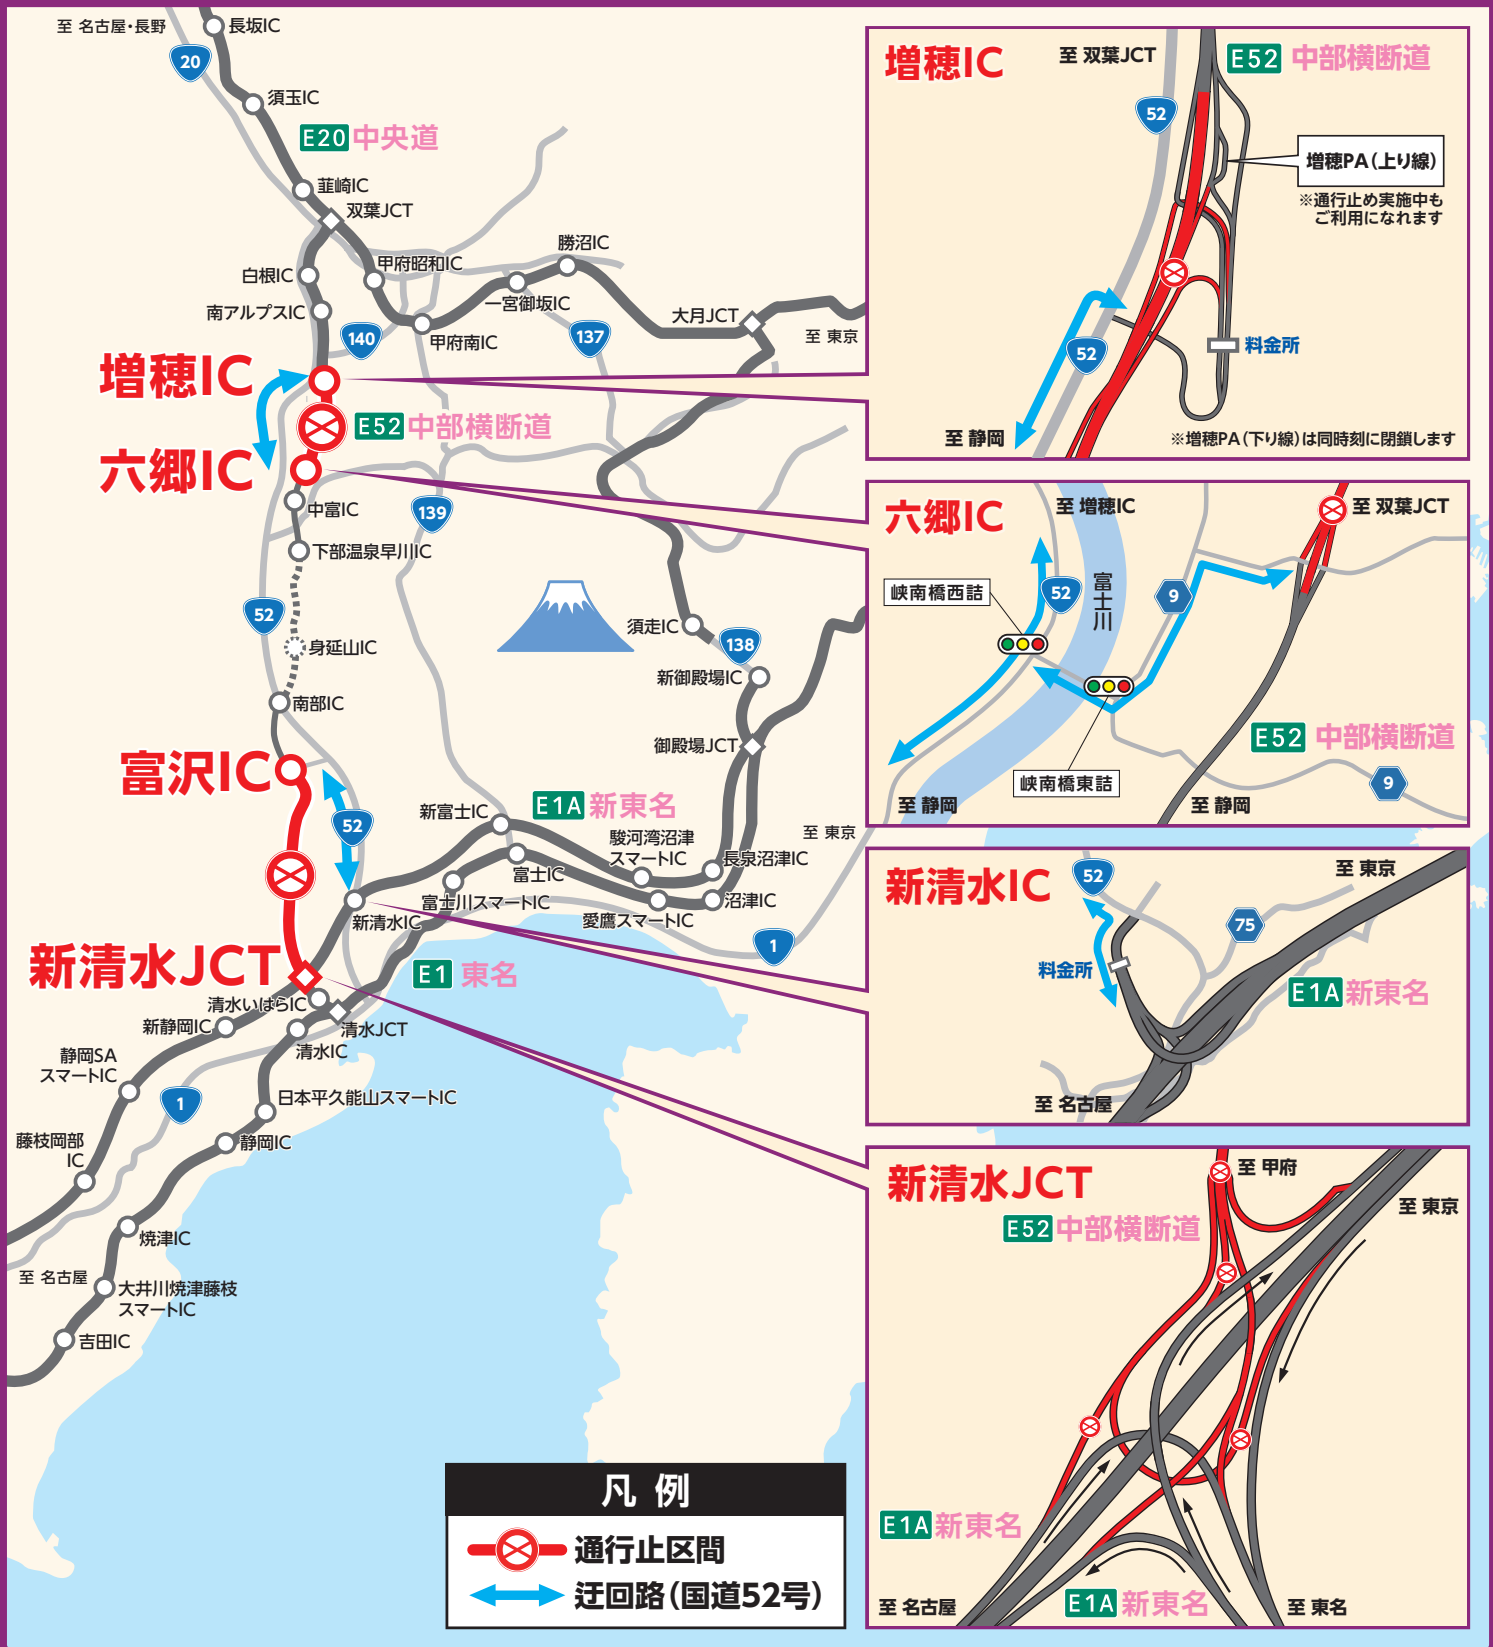 至 名古屋・長野
長坂IC
20
須玉IC
E20 中央道
韮崎IC
双葉JCT
白根IC
甲府昭和IC
勝沼IC
南アルプスIC
一宮御坂IC
大月JCT
140
甲府南IC
137
至 東京
増穂IC
E52 中部横断道
六郷IC
中富IC
139
下部温泉早川IC
52
身延山IC
須走IC
138
新御殿場IC
南部IC
御殿場JCT
富沢IC
52
新富士IC
E1A 新東名
至 東京
駿河湾沼津
スマートIC
長泉沼津IC
富士IC
富士川スマートIC
愛鷹スマートIC
沼津IC
新清水IC
1
新清水JCT
E1 東名
清水いはらIC
新静岡IC
清水JCT
清水IC
静岡SA
スマートIC
1
日本平久能山スマートIC
藤枝岡部
IC
静岡IC
焼津IC
至 名古屋
大井川焼津藤枝
スマートIC
吉田IC
凡 例
通行止区間
迂回路（国道52号）
増穂IC
至 双葉JCT
E52 中部横断道
52
増穂PA（上り線）
※通行止め実施中も
ご利用になれます
52
料金所
至 静岡
※増穂PA（下り線）は同時刻に閉鎖します
六郷IC
至 増穂IC
至 双葉JCT
峡南橋西詰
52
富士川
9
峡南橋東詰
E52 中部横断道
9
至 静岡
至 静岡
新清水IC
52
至 東京
75
料金所
E1A 新東名
至 名古屋
新清水JCT
至 甲府
E52 中部横断道
至 東京
E1A 新東名
E1A 新東名
至 名古屋
至 東名